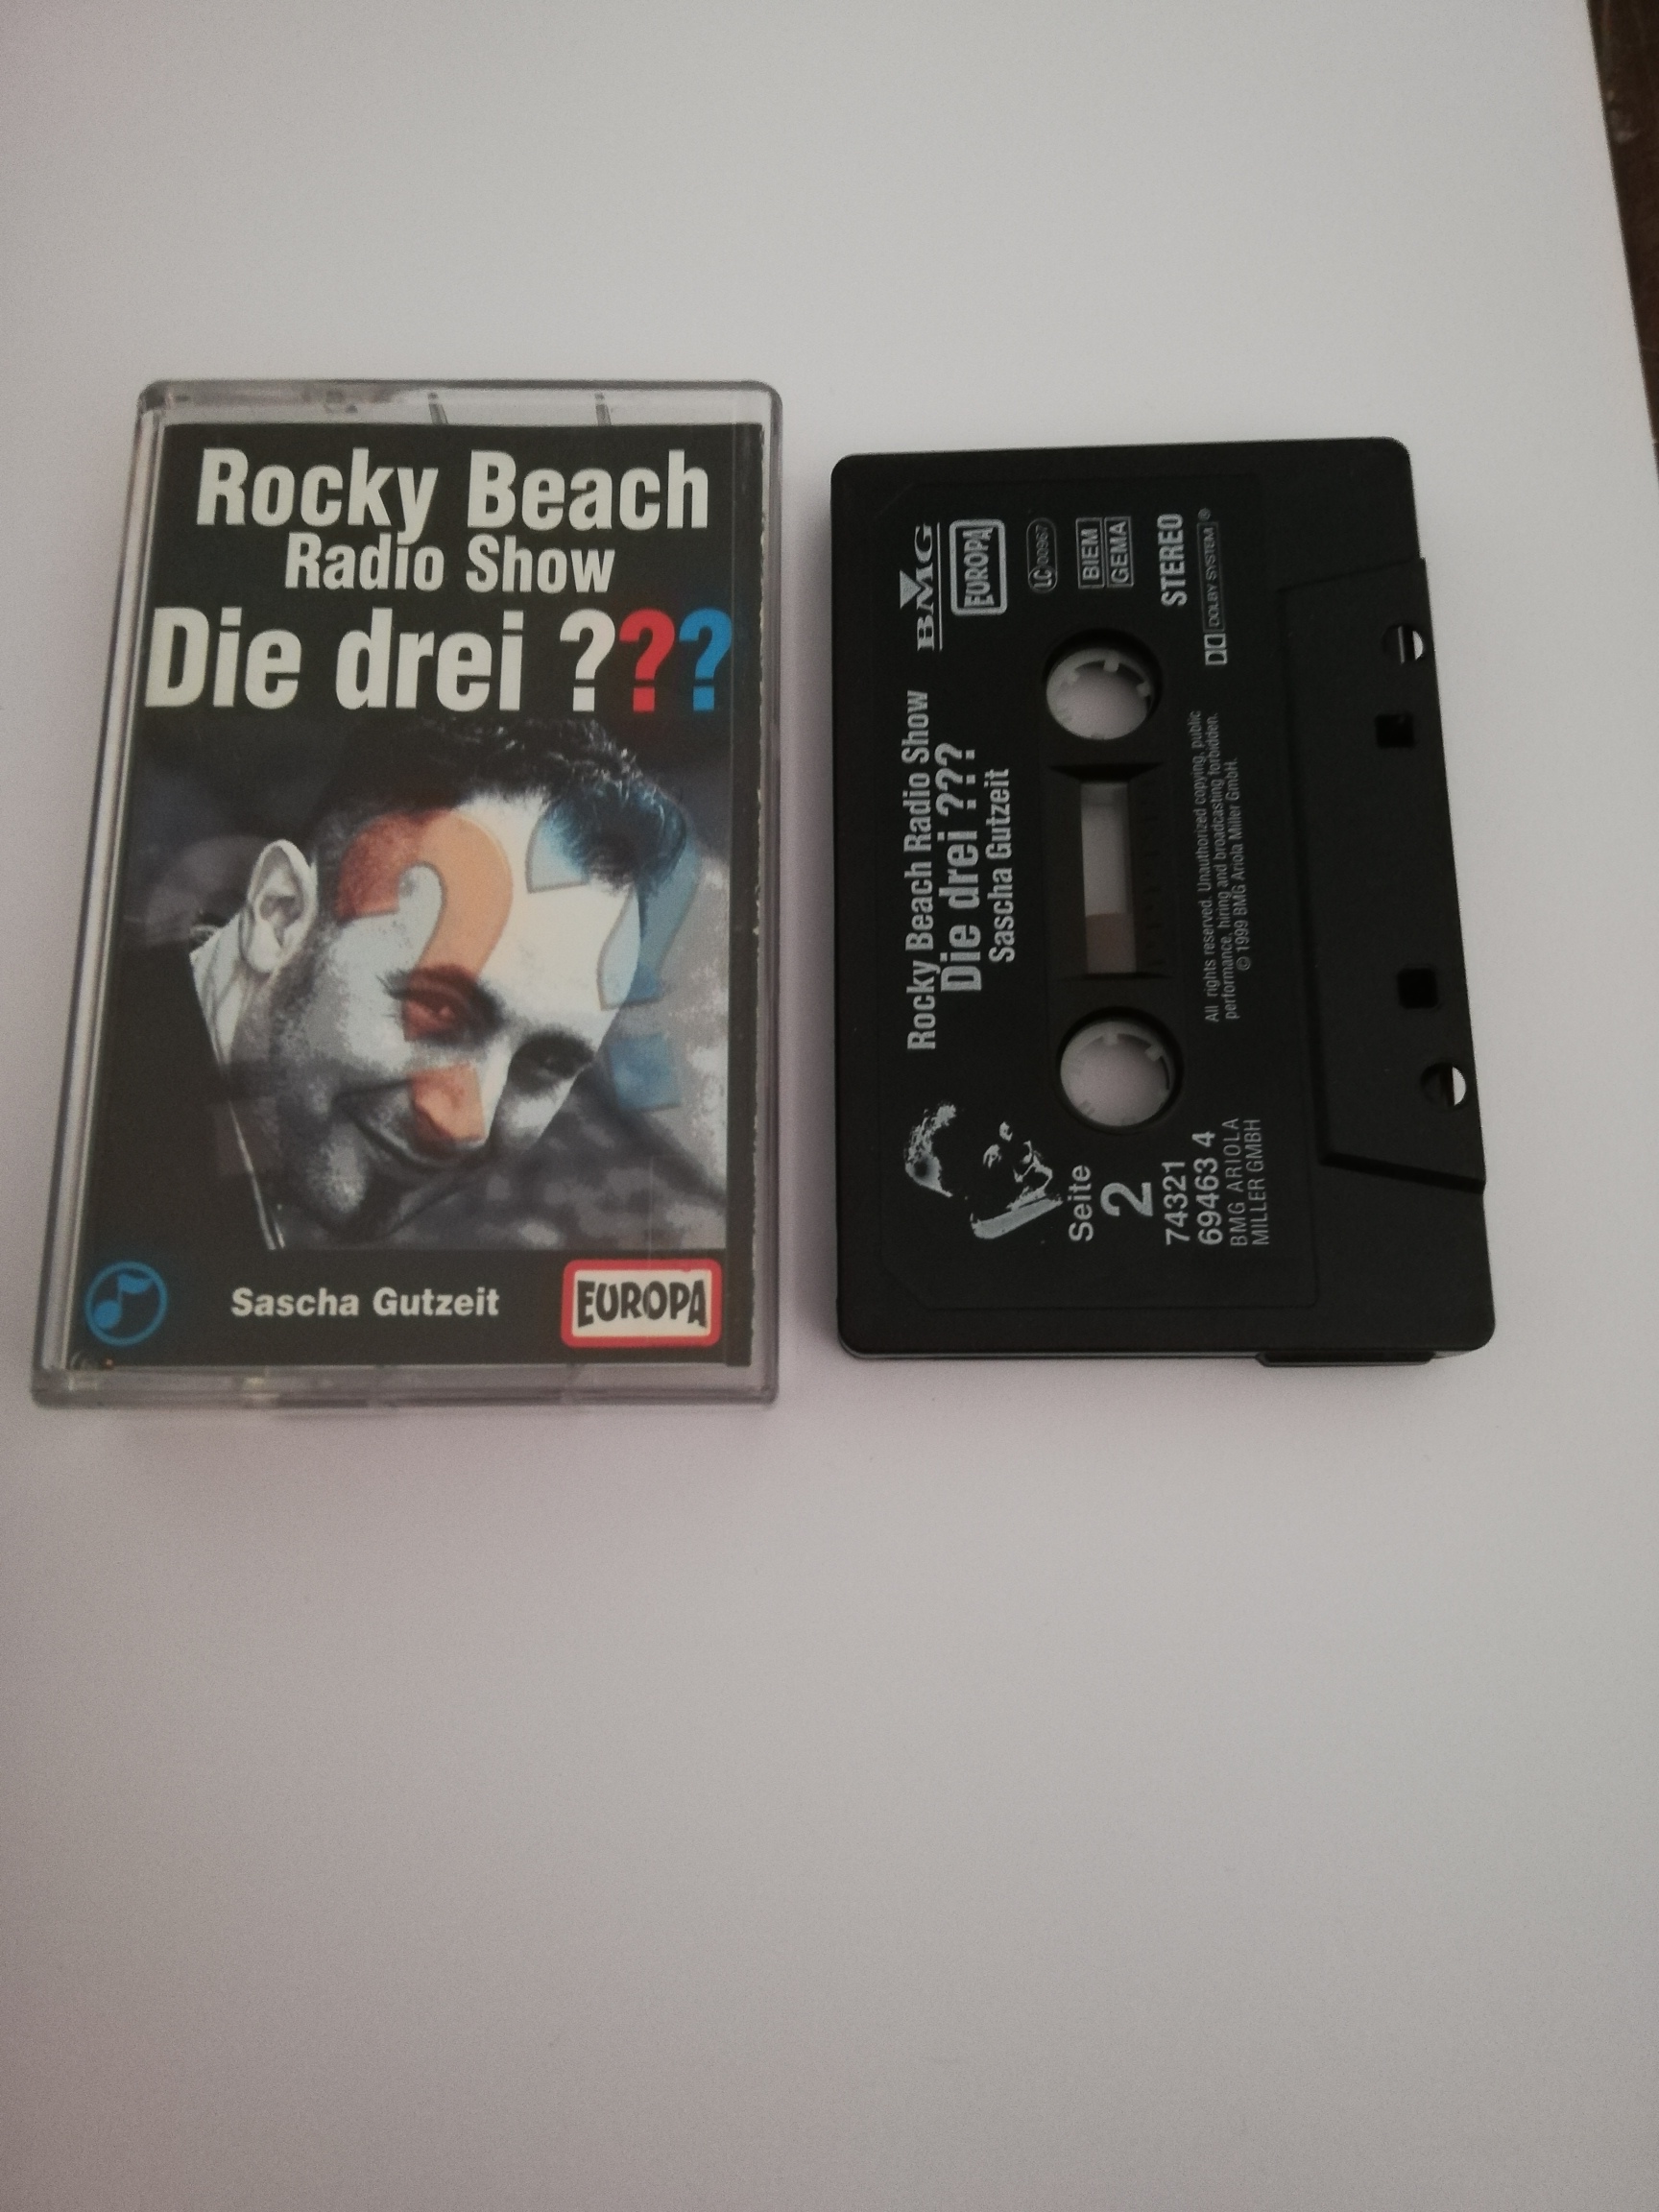 Rocky Beach
Radio Show
Die drei ???
Sascha Gutzeit
EUROPA
BMG
EUROPA
LC 00967
BIEM
GEMA
STEREO
DOLBY SYSTEM®
Rocky Beach Radio Show
Die drei ???
Sascha Gutzeit
All rights reserved. Unauthorized copying, public
performance, hiring and broadcasting forbidden.
© 1999 BMG Ariola Miller GmbH.
Seite
2
74321
69463 4
BMG ARIOLA
MILLER GMBH